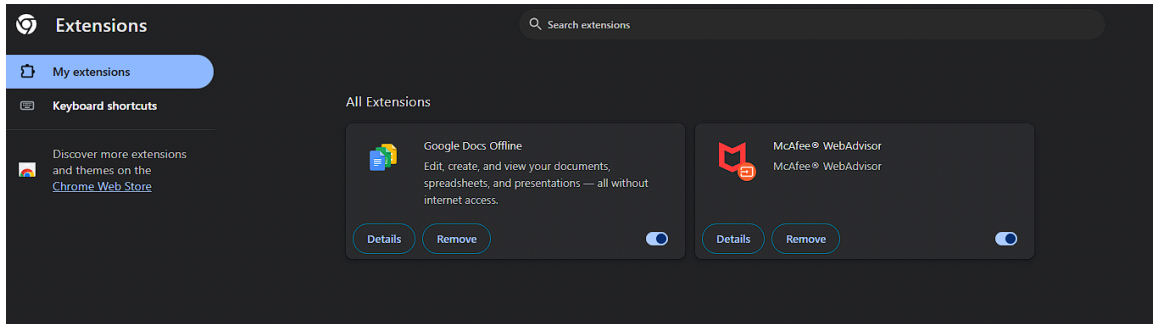 Extensions
Search extensions
My extensions
Keyboard shortcuts
Discover more extensions
and themes on the
Chrome Web Store
All Extensions
Google Docs Offline
Edit, create, and view your documents,
spreadsheets, and presentations — all without
internet access.
Details
Remove
McAfee® WebAdvisor
McAfee® WebAdvisor
Details
Remove